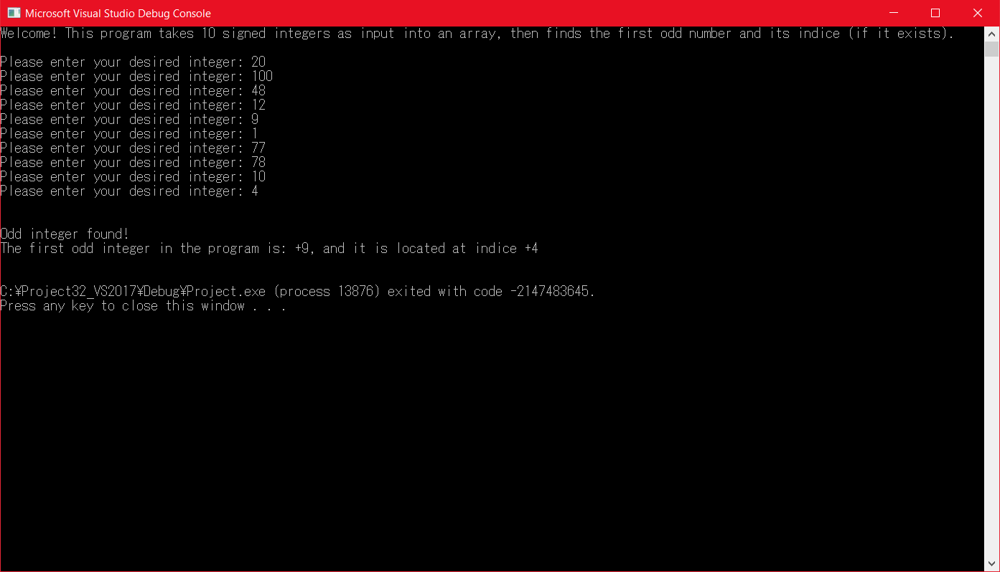 Microsoft Visual Studio Debug Console
Welcome! This program takes 10 signed integers as input into an array, then finds the first odd number and its indice (if it exists).
Please enter your desired integer: 20
Please enter your desired integer: 100
Please enter your desired integer: 48
Please enter your desired integer: 12
Please enter your desired integer: 9
Please enter your desired integer: 1
Please enter your desired integer: 77
Please enter your desired integer: 78
Please enter your desired integer: 10
Please enter your desired integer: 4
Odd integer found!
The first odd integer in the program is: +9, and it is located at indice +4
C:¥Project32_VS2017¥Debug¥Project.exe (process 13876) exited with code -2147483645.
Press any key to close this window . . .